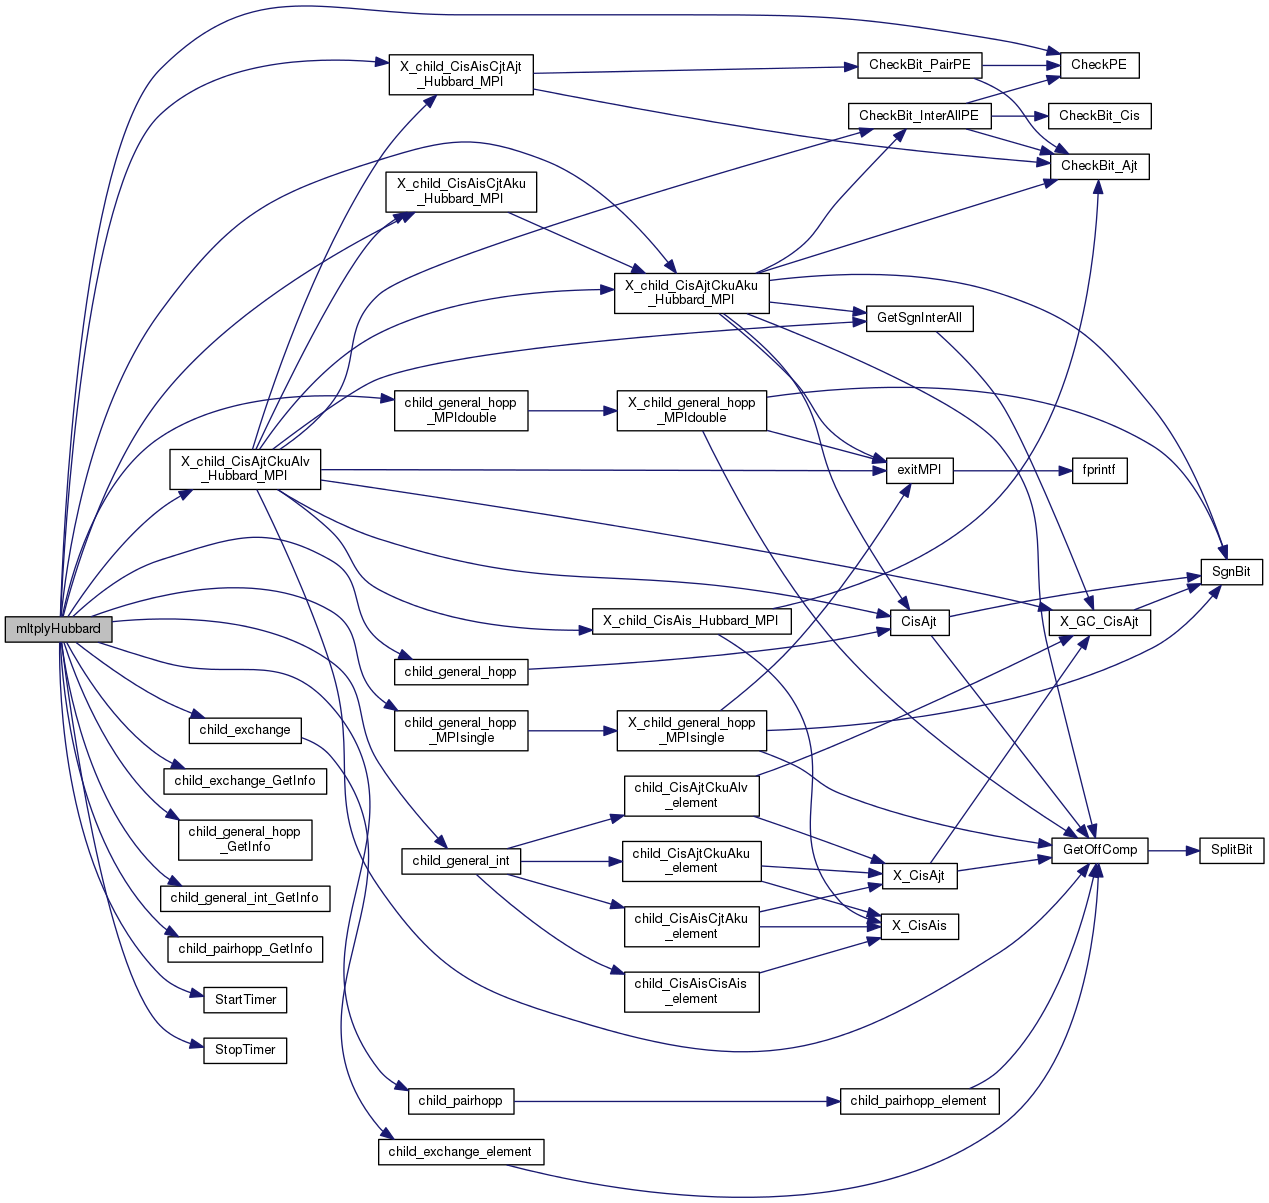 mltplyHubbard
X_child_CisAisCjtAjt
_Hubbard_MPI
X_child_CisAisCjtAku
_Hubbard_MPI
X_child_CisAjtCkuAlv
_Hubbard_MPI
child_exchange
child_exchange_GetInfo
child_general_hopp
_GetInfo
child_general_int_GetInfo
child_pairhopp_GetInfo
StartTimer
StopTimer
child_general_hopp
_MPIdouble
child_general_hopp
child_general_hopp
_MPIsingle
child_general_int
child_pairhopp
child_exchange_element
X_child_CisAjtCkuAku
_Hubbard_MPI
X_child_general_hopp
_MPIdouble
X_child_CisAis_Hubbard_MPI
X_child_general_hopp
_MPIsingle
child_CisAjtCkuAlv
_element
child_CisAjtCkuAku
_element
child_CisAisCjtAku
_element
child_CisAisCisAis
_element
CheckBit_PairPE
CheckBit_InterAllPE
GetSgnInterAll
exitMPI
CisAjt
X_CisAjt
X_CisAis
child_pairhopp_element
CheckPE
CheckBit_Cis
CheckBit_Ajt
fprintf
X_GC_CisAjt
GetOffComp
SgnBit
SplitBit